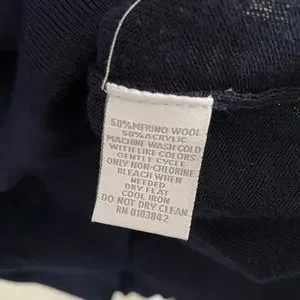 50% MERINO WOOL
50% ACRYLIC
MACHINE WASH COLD
WITH LIKE COLORS
GENTLE CYCLE
ONLY NON-CHLORINE
BLEACH WHEN
NEEDED
DRY FLAT
COOL IRON
DO NOT DRY CLEAN
RN 0103842